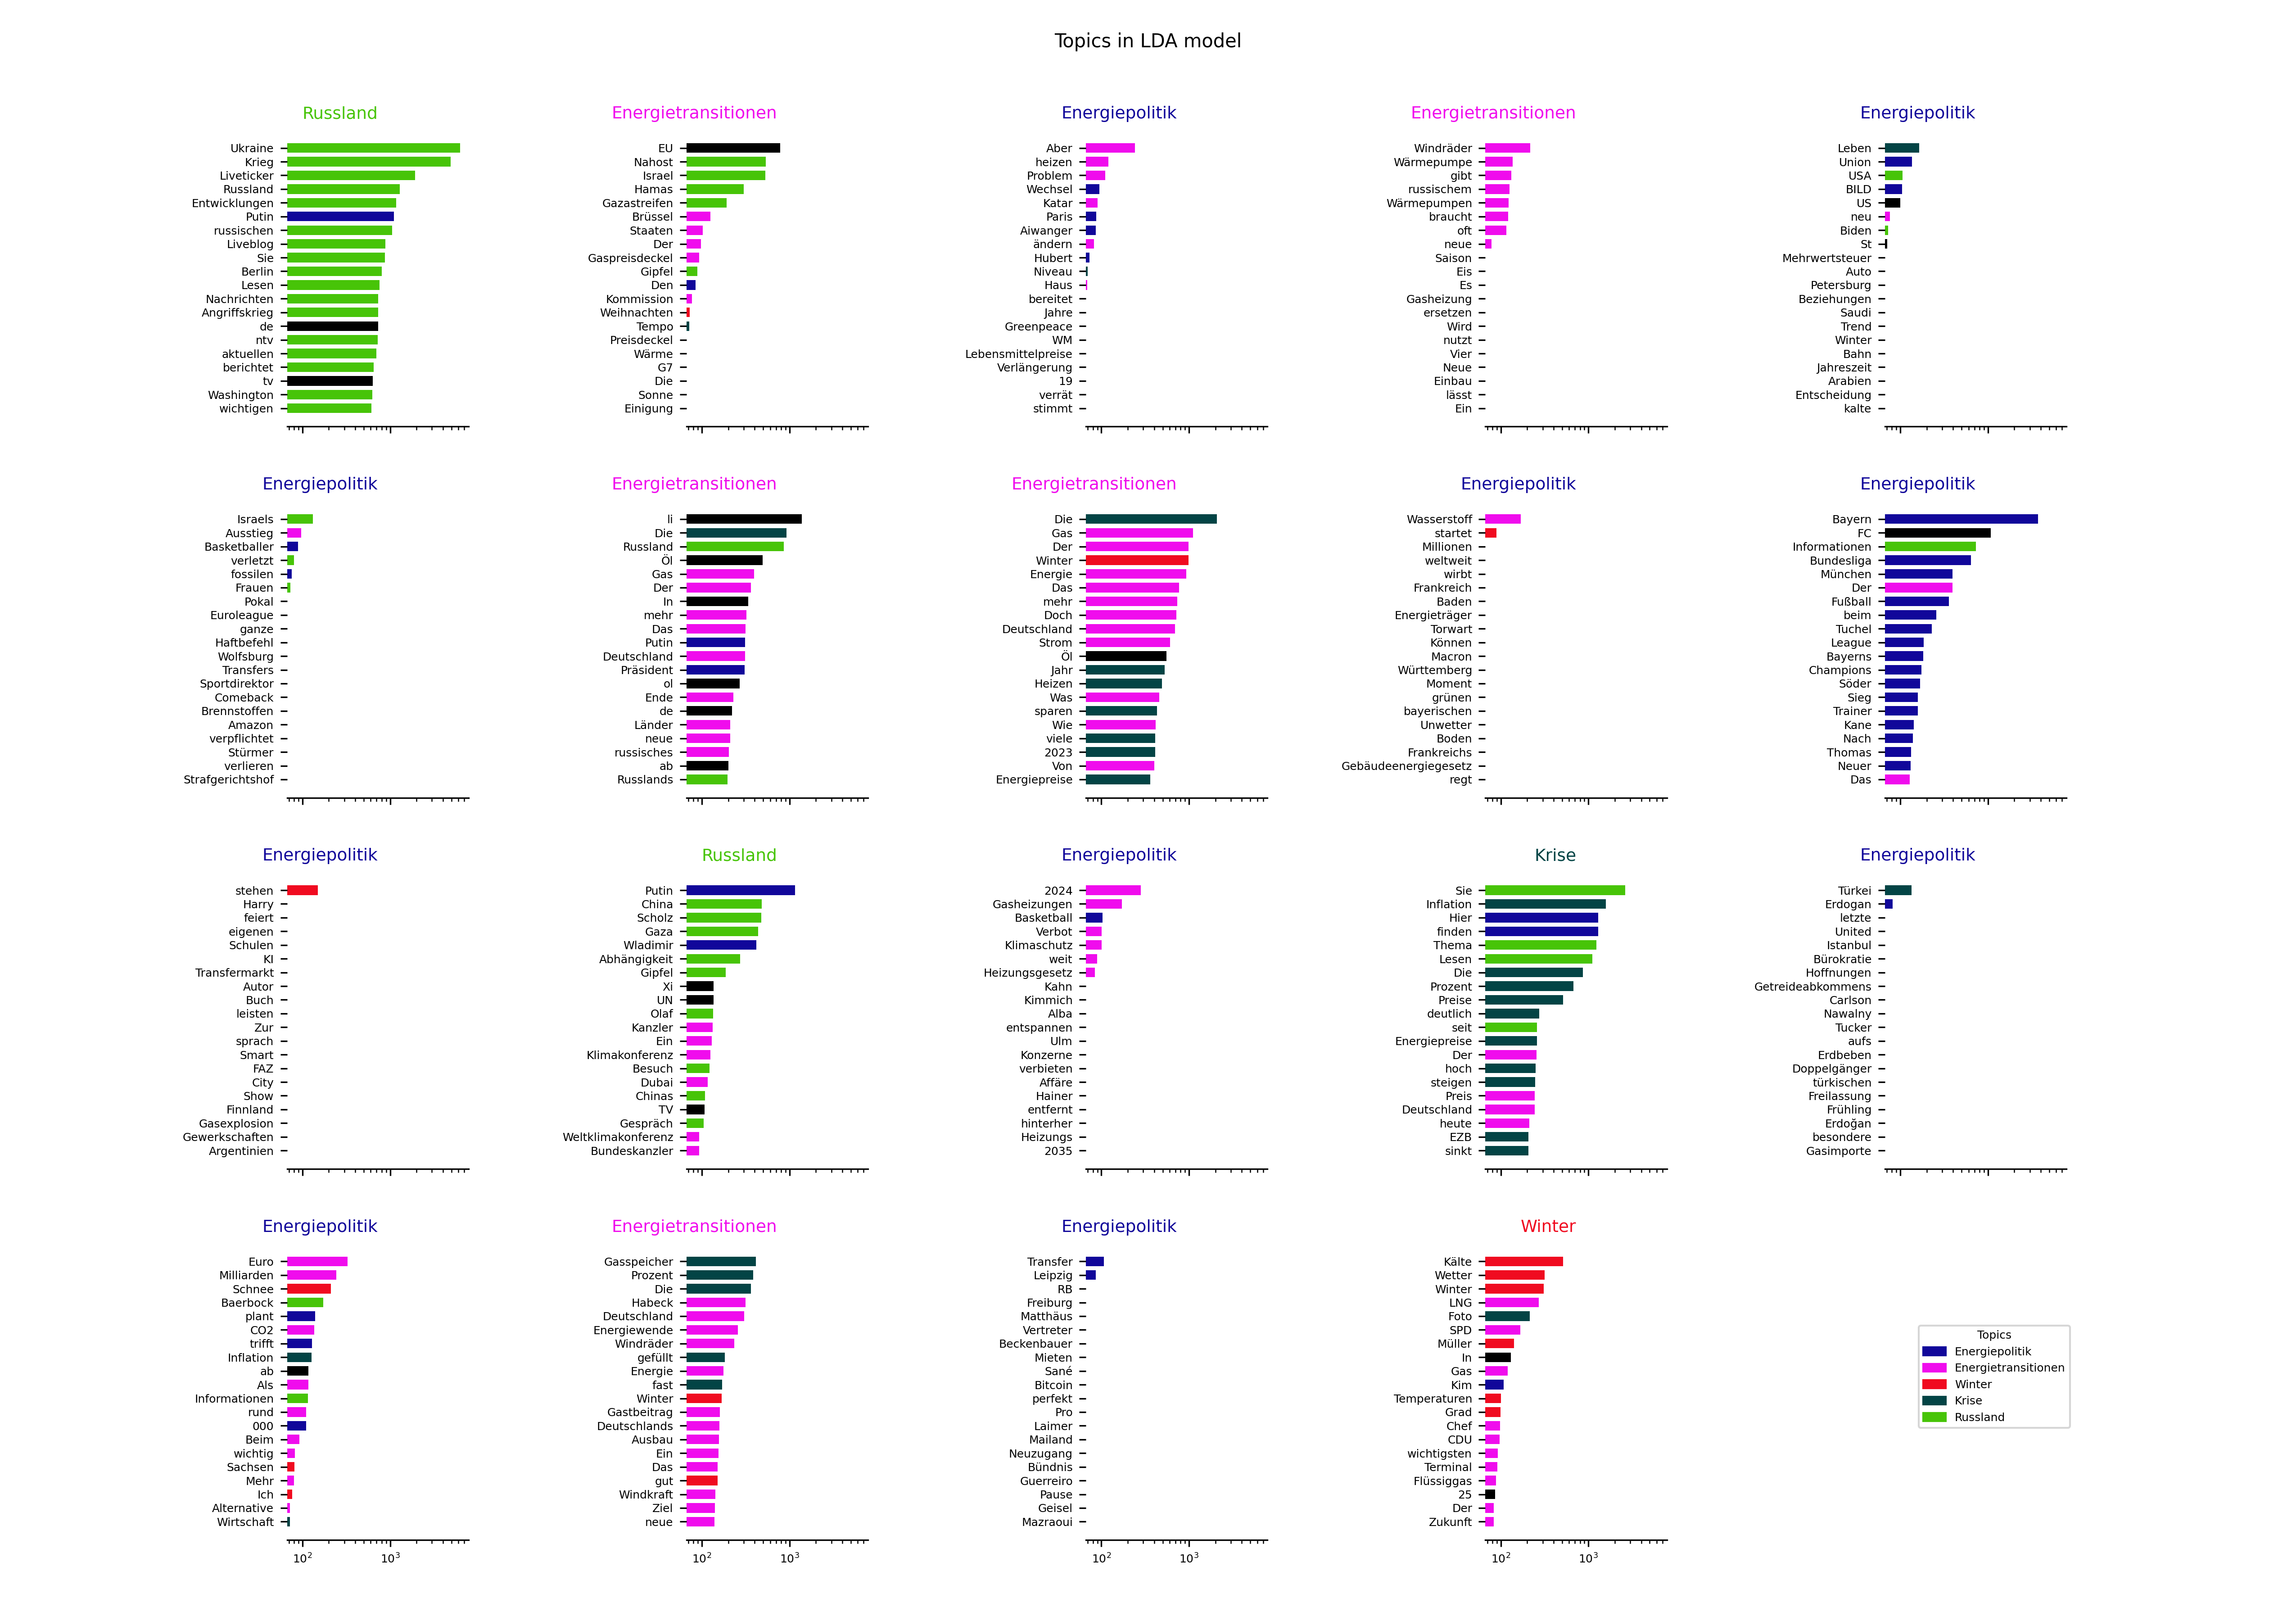 Topics in LDA model
Russland
Ukraine
Krieg
Liveticker
Russland
Entwicklungen
Putin
russischen
Liveblog
Sie
Berlin
Lesen
Nachrichten
Angriffskrieg
de
ntv
aktuellen
berichtet
tv
Washington
wichtigen
Energietransitionen
EU
Nahost
Israel
Hamas
Gazastreifen
Brüssel
Staaten
Der
Gaspreisdeckel
Gipfel
Den
Kommission
Weihnachten
Tempo
Preisdeckel
Wärme
G7
Die
Sonne
Einigung
Energiepolitik
Aber
heizen
Problem
Wechsel
Katar
Paris
Aiwanger
ändern
Hubert
Niveau
Haus
bereitet
Jahre
Greenpeace
WM
Lebensmittelpreise
Verlängerung
19
verrät
stimmt
Energietransitionen
Windräder
Wärmepumpe
gibt
russischem
Wärmepumpen
braucht
oft
neue
Saison
Eis
Es
Gasheizung
ersetzen
Wird
nutzt
Vier
Neue
Einbau
lässt
Ein
Energiepolitik
Leben
Union
USA
BILD
US
neu
Biden
St
Mehrwertsteuer
Auto
Petersburg
Beziehungen
Saudi
Trend
Winter
Bahn
Jahreszeit
Arabien
Entscheidung
kalte
Energiepolitik
Israels
Ausstieg
Basketballer
verletzt
fossilen
Frauen
Pokal
Euroleague
ganze
Haftbefehl
Wolfsburg
Transfers
Sportdirektor
Comeback
Brennstoffen
Amazon
verpflichtet
Stürmer
verlieren
Strafgerichtshof
Energietransitionen
li
Die
Russland
Öl
Gas
Der
In
mehr
Das
Putin
Deutschland
Präsident
ol
Ende
de
Länder
neue
russisches
ab
Russlands
Energietransitionen
Die
Gas
Der
Winter
Energie
Das
mehr
Doch
Deutschland
Strom
Öl
Jahr
Heizen
Was
sparen
Wie
viele
2023
Von
Energiepreise
Energiepolitik
Wasserstoff
startet
Millionen
weltweit
wirbt
Frankreich
Baden
Energieträger
Torwart
Können
Macron
Württemberg
Moment
grünen
bayerischen
Unwetter
Boden
Frankreichs
Gebäudeenergiegesetz
regt
Energiepolitik
Bayern
FC
Informationen
Bundesliga
München
Der
Fußball
beim
Tuchel
League
Bayerns
Champions
Söder
Sieg
Trainer
Kane
Nach
Thomas
Neuer
Das
Energiepolitik
stehen
Harry
feiert
eigenen
Schulen
KI
Transfermarkt
Autor
Buch
leisten
Zur
sprach
Smart
FAZ
City
Show
Finnland
Gasexplosion
Gewerkschaften
Argentinien
Russland
Putin
China
Scholz
Gaza
Wladimir
Abhängigkeit
Gipfel
Xi
UN
Olaf
Kanzler
Ein
Klimakonferenz
Besuch
Dubai
Chinas
TV
Gespräch
Weltklimakonferenz
Bundeskanzler
Energiepolitik
2024
Gasheizungen
Basketball
Verbot
Klimaschutz
weit
Heizungsgesetz
Kahn
Kimmich
Alba
entspannen
Ulm
Konzerne
verbieten
Affäre
Hainer
entfernt
hinterher
Heizungs
2035
Krise
Sie
Inflation
Hier
finden
Thema
Lesen
Die
Prozent
Preise
deutlich
seit
Energiepreise
Der
hoch
steigen
Preis
Deutschland
heute
EZB
sinkt
Energiepolitik
Türkei
Erdogan
letzte
United
Istanbul
Bürokratie
Hoffnungen
Getreideabkommens
Carlson
Nawalny
Tucker
aufs
Erdbeben
Doppelgänger
türkischen
Freilassung
Frühling
Erdoğan
besondere
Gasimporte
Energiepolitik
Euro
Milliarden
Schnee
Baerbock
plant
CO2
trifft
Inflation
ab
Als
Informationen
rund
000
Beim
wichtig
Sachsen
Mehr
Ich
Alternative
Wirtschaft
10²
10³
Energietransitionen
Gasspeicher
Prozent
Die
Habeck
Deutschland
Energiewende
Windräder
gefüllt
Energie
fast
Winter
Gastbeitrag
Deutschlands
Ausbau
Ein
Das
gut
Windkraft
Ziel
neue
10²
10³
Energiepolitik
Transfer
Leipzig
RB
Freiburg
Matthäus
Vertreter
Beckenbauer
Mieten
Sané
Bitcoin
perfekt
Pro
Laimer
Mailand
Neuzugang
Bündnis
Guerreiro
Pause
Geisel
Mazraoui
10²
10³
Winter
Kälte
Wetter
Winter
LNG
Foto
SPD
Müller
In
Gas
Kim
Temperaturen
Grad
Chef
CDU
wichtigsten
Terminal
Flüssiggas
25
Der
Zukunft
10²
10³
Topics
Energiepolitik
Energietransitionen
Winter
Krise
Russland